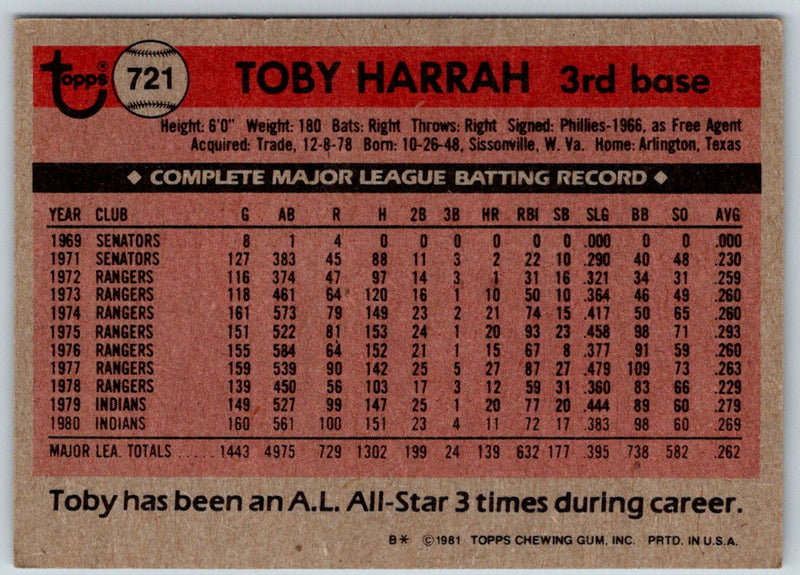 Topps® 721 TOBY HARRAH 3rd base
Height: 6'0" Weight: 180 Bats: Right Throws: Right Signed: Phillies-1966, as Free Agent
Acquired: Trade, 12-8-78 Born: 10-26-48, Sissonville, W. Va. Home: Arlington, Texas
◆ COMPLETE MAJOR LEAGUE BATTING RECORD ◆
YEAR CLUB G AB R H 2B 3B HR RBI SB SLG BB SO AVG
1969 SENATORS 8 1 4 0 0 0 0 0 0 .000 0 0 .000
1971 SENATORS 127 383 45 88 11 3 2 22 10 .290 40 48 .230
1972 RANGERS 116 374 47 97 14 3 1 31 16 .321 34 31 .259
1973 RANGERS 118 461 64 120 16 1 10 50 10 .364 46 49 .260
1974 RANGERS 161 573 79 149 23 2 21 74 15 .417 50 65 .260
1975 RANGERS 151 522 81 153 24 1 20 93 23 .458 98 71 .293
1976 RANGERS 155 584 64 152 21 1 15 67 8 .377 91 59 .260
1977 RANGERS 159 539 90 142 25 5 27 87 27 .479 109 73 .263
1978 RANGERS 139 450 56 103 17 3 12 59 31 .360 83 66 .229
1979 INDIANS 149 527 99 147 25 1 20 77 20 .444 89 60 .279
1980 INDIANS 160 561 100 151 23 4 11 72 17 .383 98 60 .269
MAJOR LEA. TOTALS ..... 1443 4975 729 1302 199 24 139 632 177 .395 738 582 .262
Toby has been an A.L. All-Star 3 times during career.
B* ©1981 TOPPS CHEWING GUM, INC. PRTD. IN U.S.A.